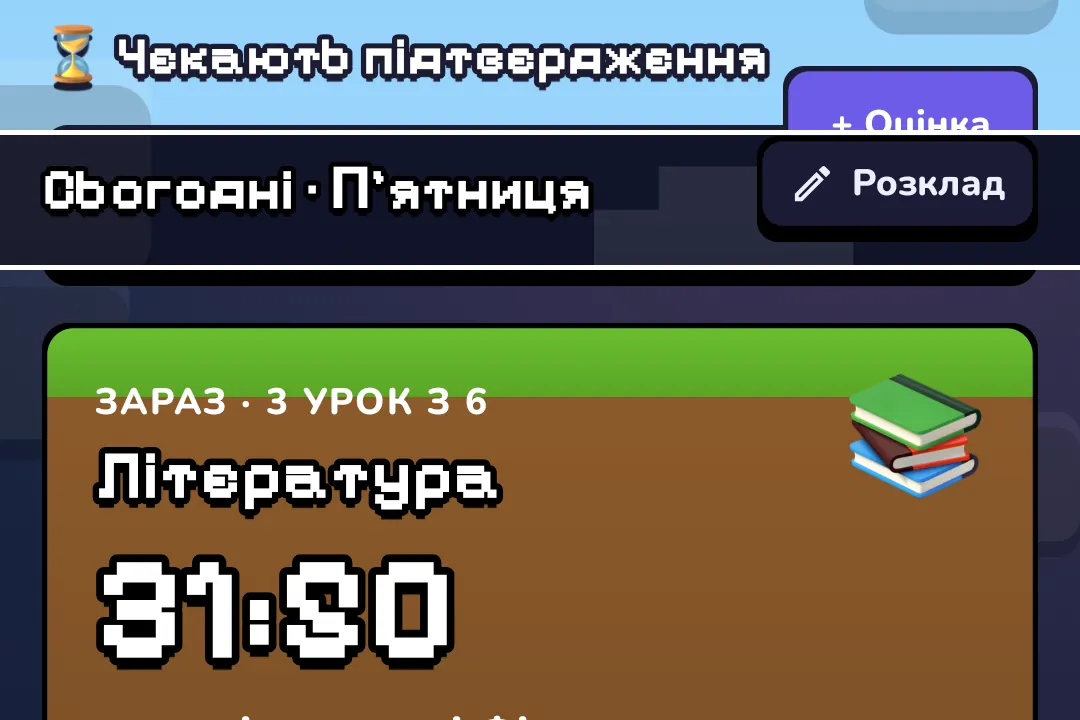 Чекають підтвердження
+ Оцінка
Сьогодні · П'ятниця
Розклад
ЗАРАЗ · 3 УРОК З 6
Література
31:50